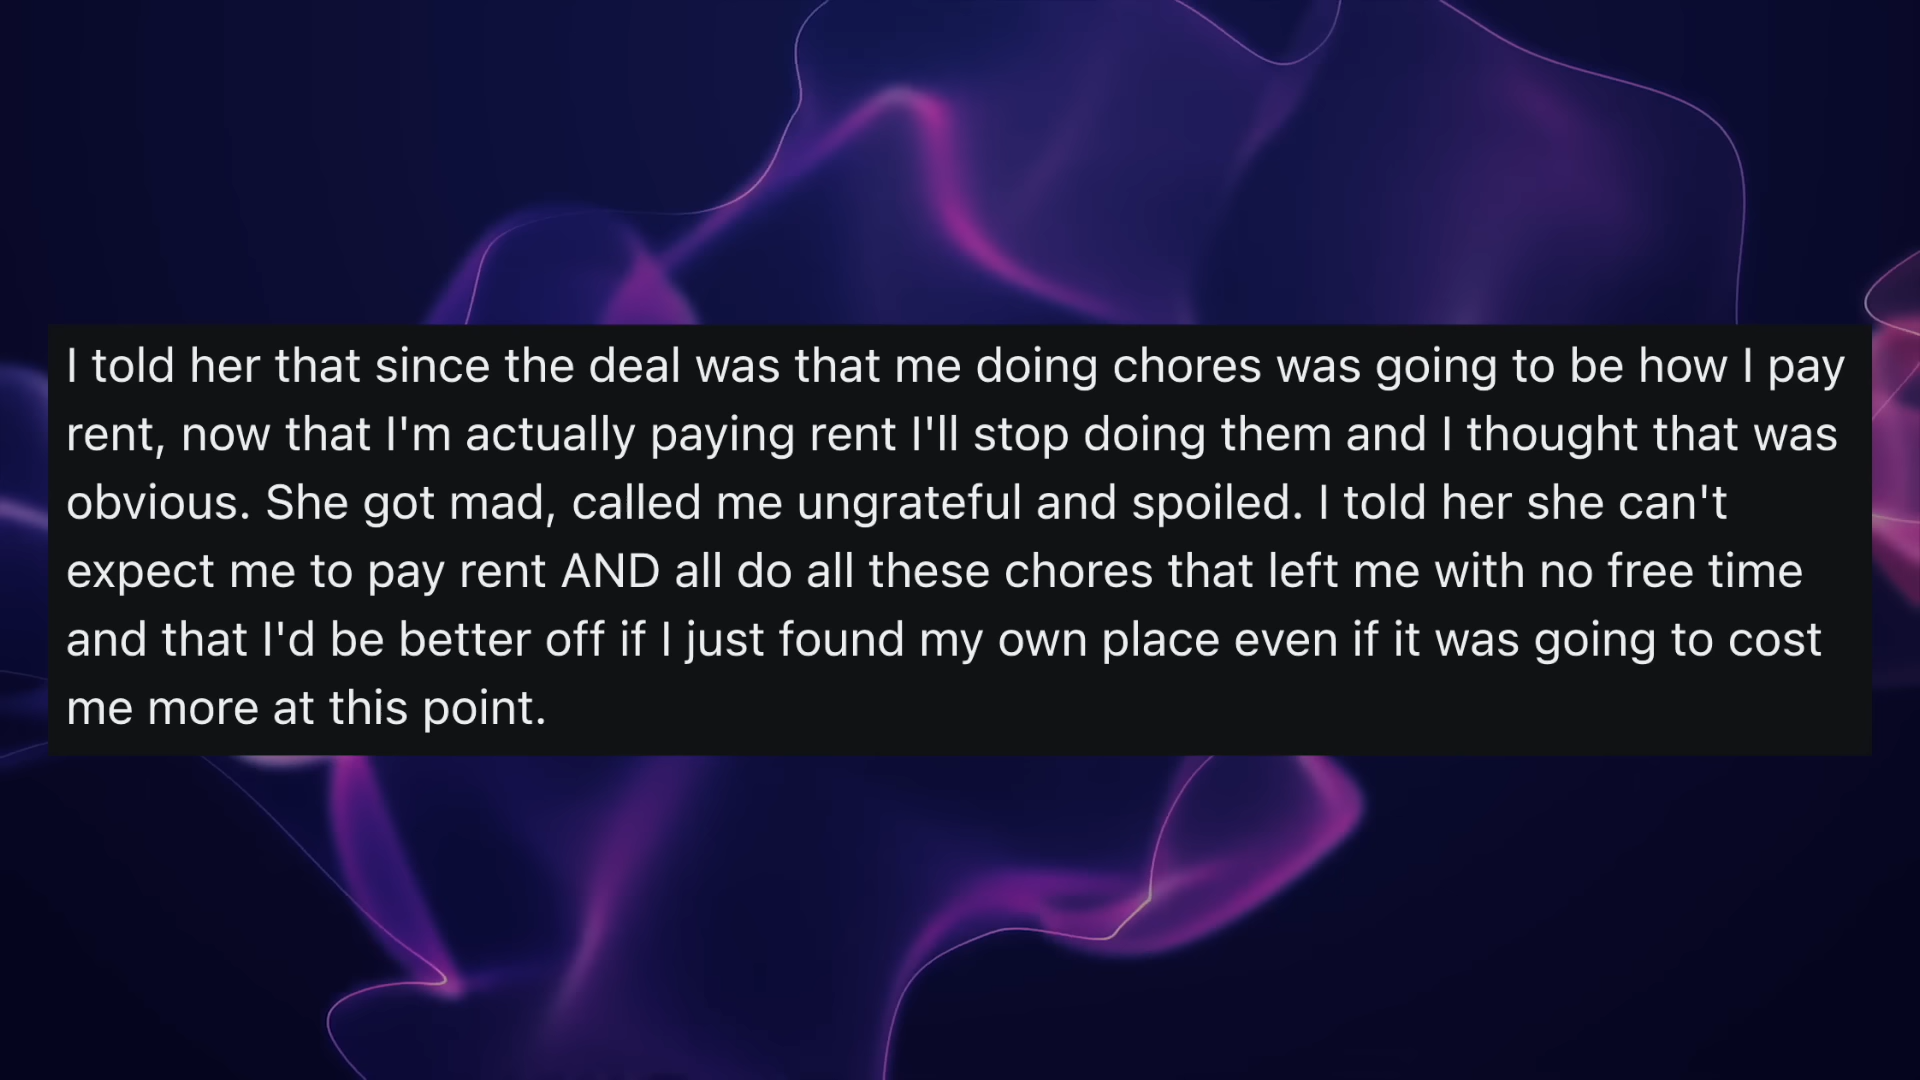 I told her that since the deal was that me doing chores was going to be how I pay
rent, now that I'm actually paying rent I'll stop doing them and I thought that was
obvious. She got mad, called me ungrateful and spoiled. I told her she can't
expect me to pay rent AND all do all these chores that left me with no free time
and that I'd be better off if I just found my own place even if it was going to cost
me more at this point.